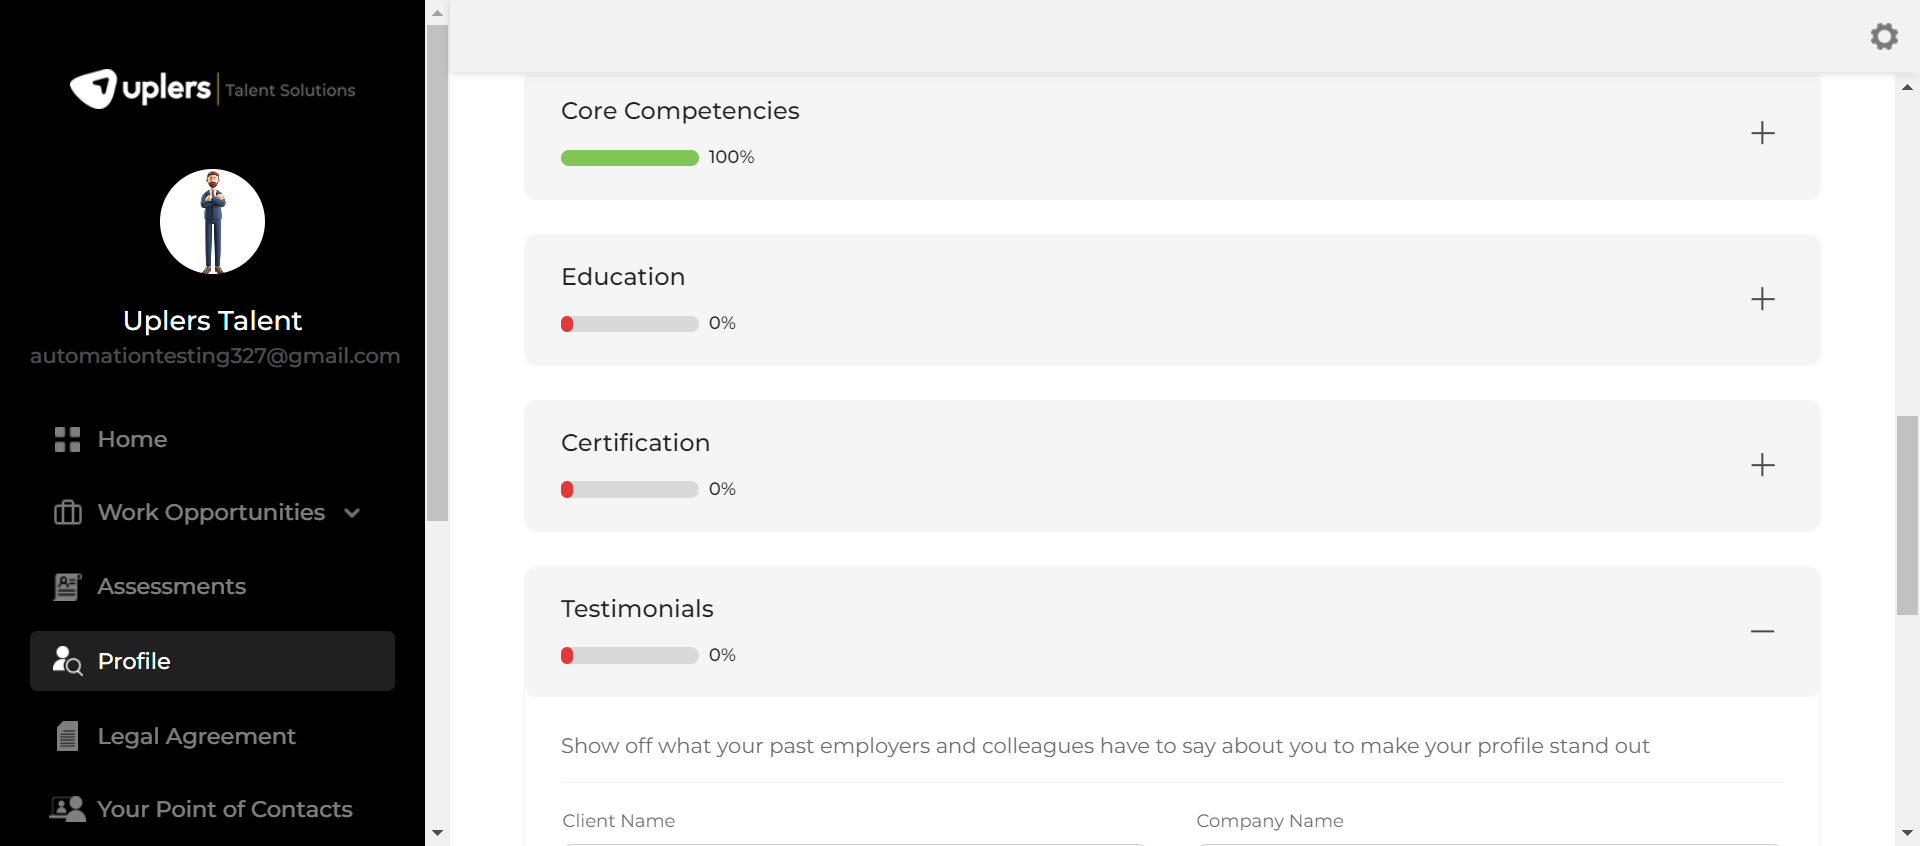 uplers Talent Solutions
Uplers Talent
automationtesting327@gmail.com
Home
Work Opportunities
Assessments
Profile
Legal Agreement
Your Point of Contacts
Core Competencies
100%
Education
0%
Certification
0%
Testimonials
0%
Show off what your past employers and colleagues have to say about you to make your profile stand out
Client Name
Company Name